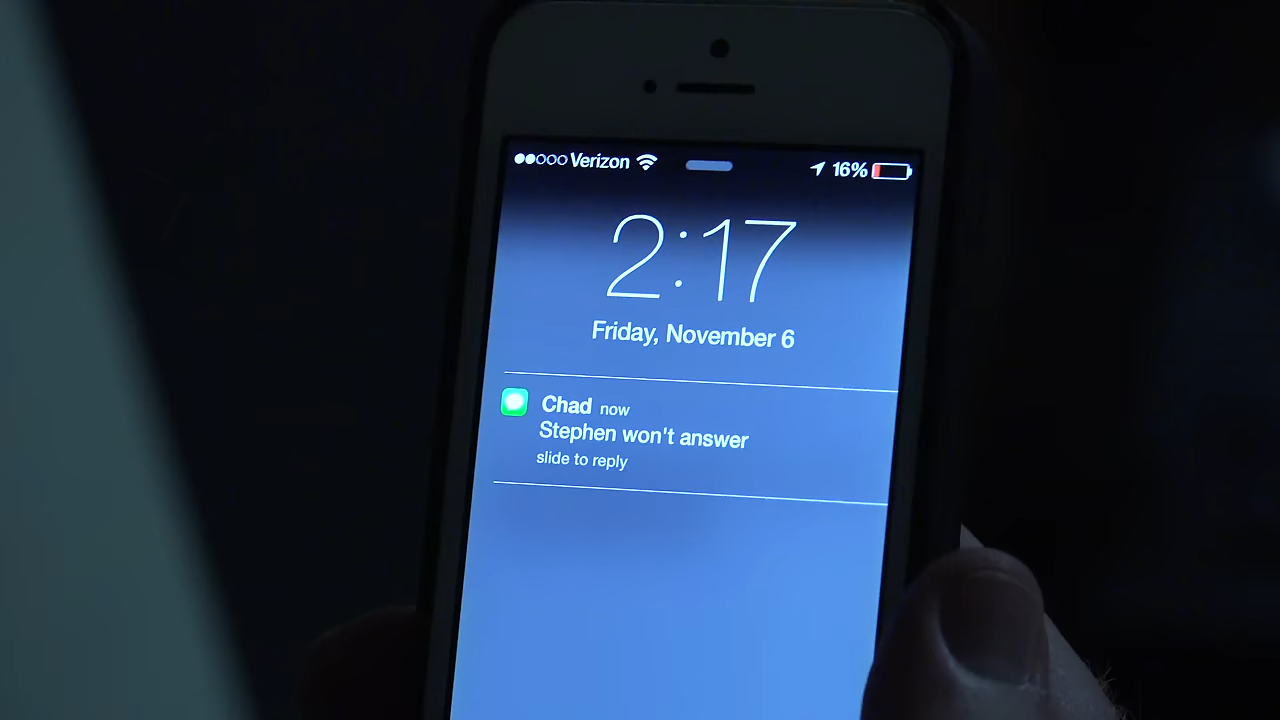 Verizon 16%
2:17
Friday, November 6
Chad now
Stephen won't answer
slide to reply